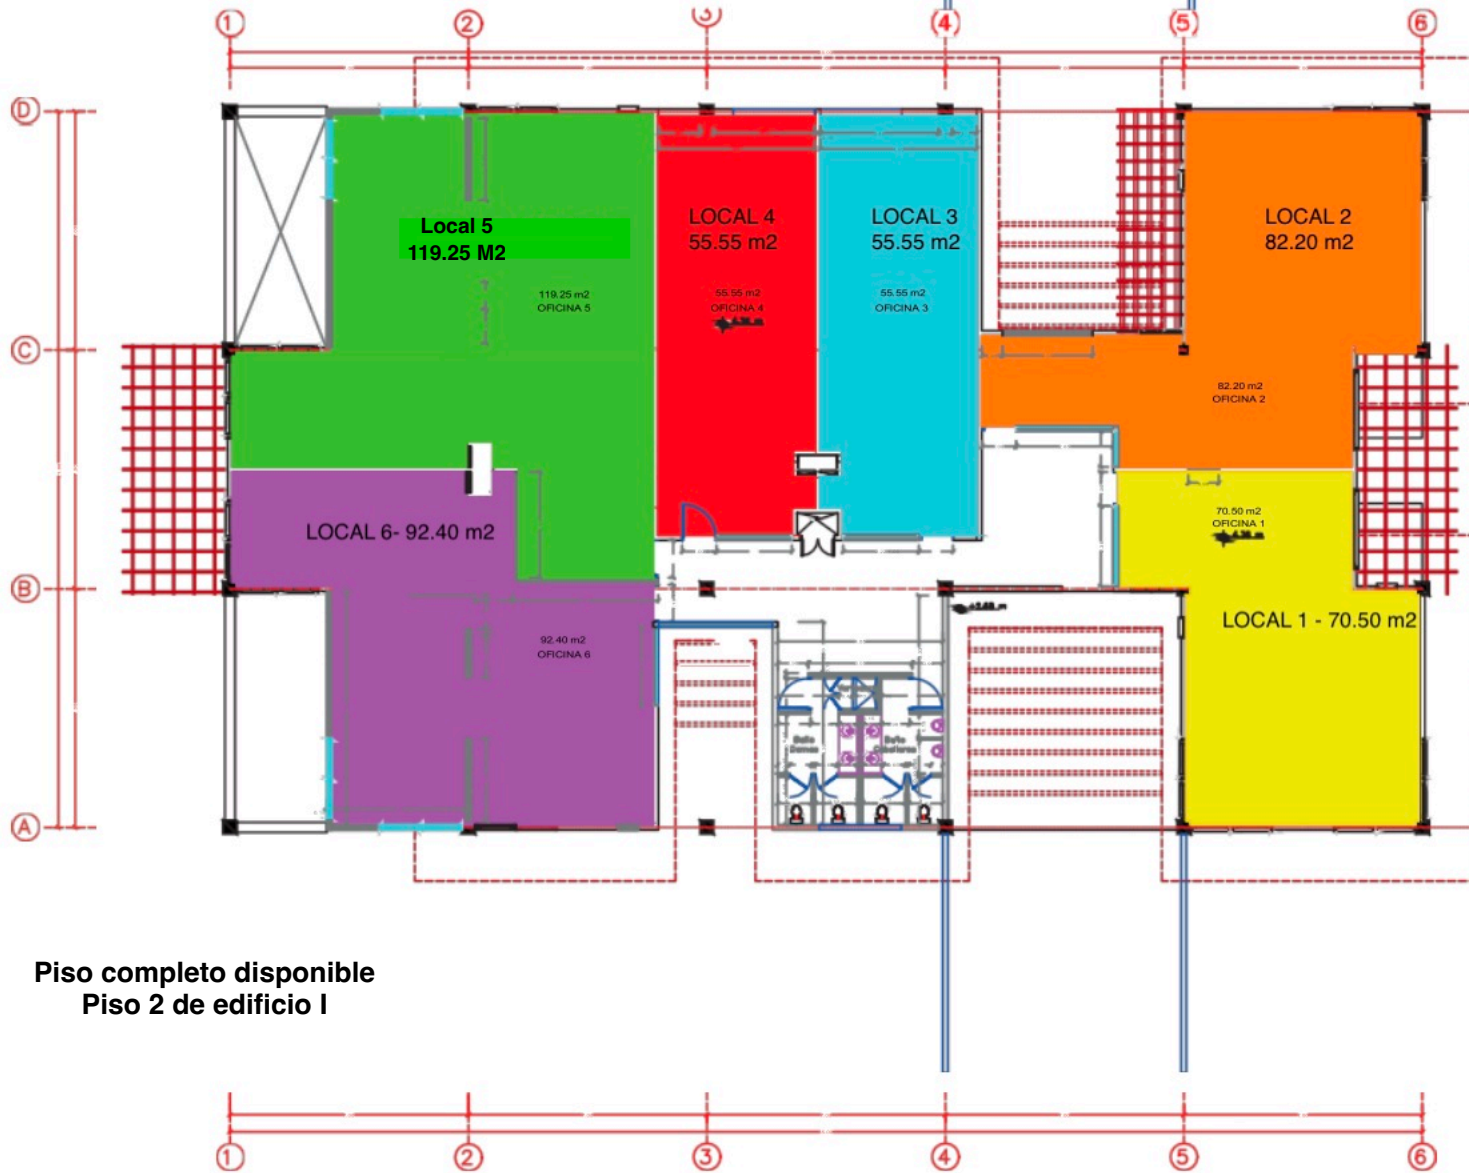 1 2 3 4 5 6
D
C
B
A
Local 5
119.25 M2
119.25 m2
OFICINA 5
LOCAL 4
55.55 m2
55.55 m2
OFICINA 4
LOCAL 3
55.55 m2
55.55 m2
OFICINA 3
LOCAL 2
82.20 m2
82.20 m2
OFICINA 2
LOCAL 6- 92.40 m2
92.40 m2
OFICINA 6
70.50 m2
OFICINA 1
LOCAL 1 - 70.50 m2
Baño
Damas
Baño
Caballeros
Piso completo disponible
Piso 2 de edificio I
1 2 3 4 5 6